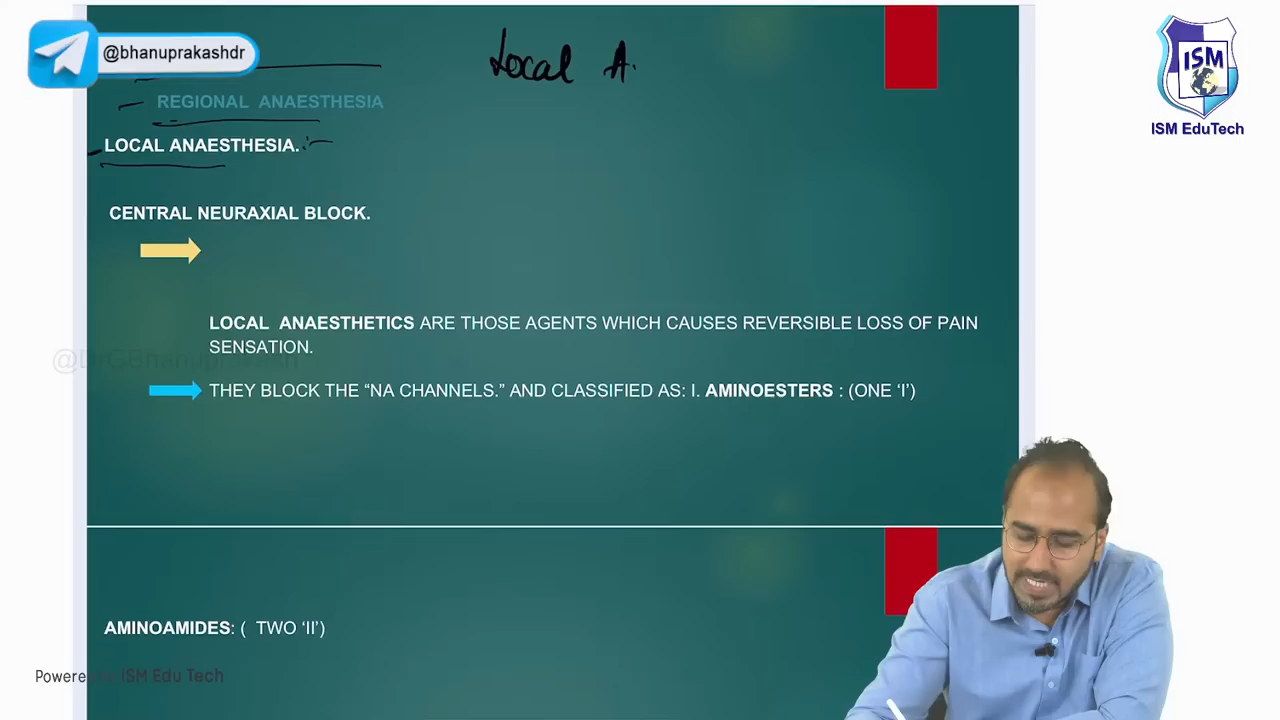 @bhanuprakashdr
Local A.
ISM
ISM EduTech
REGIONAL ANAESTHESIA
LOCAL ANAESTHESIA.
CENTRAL NEURAXIAL BLOCK.
LOCAL ANAESTHETICS ARE THOSE AGENTS WHICH CAUSES REVERSIBLE LOSS OF PAIN
SENSATION.
@DrGBhanuprakash
THEY BLOCK THE “NA CHANNELS.” AND CLASSIFIED AS: I. AMINOESTERS : (ONE ‘I’)
AMINOAMIDES: ( TWO ‘II’)
Powered by ISM Edu Tech